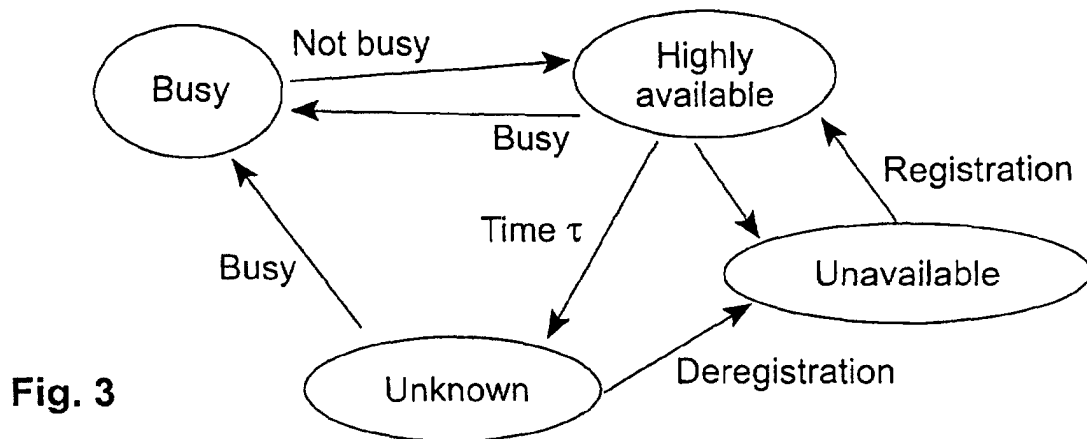 Not busy
Busy
Highly
available
Busy
Registration
Time τ
Busy
Unavailable
Unknown
Deregistration
Fig. 3